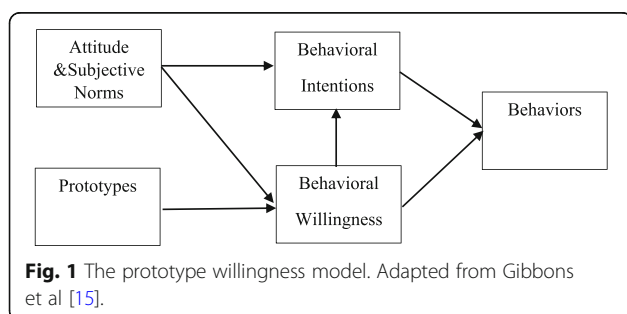 Attitude
&Subjective
Norms
Behavioral
Intentions
Behaviors
Prototypes
Behavioral
Willingness
Fig. 1 The prototype willingness model. Adapted from Gibbons
et al [15].